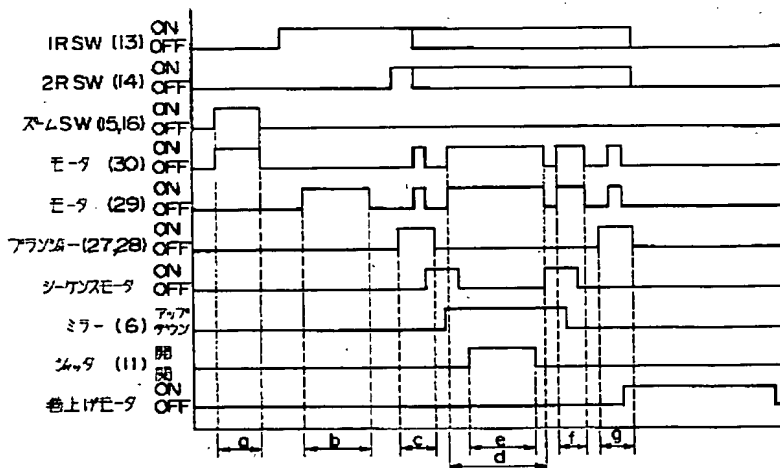 1RSW (13) ON
OFF
2RSW (14) ON
OFF
ズームSW (15,16) ON
OFF
モータ (30) ON
OFF
モータ (29) ON
OFF
プランジャー(27,28) ON
OFF
シーケンスモータ ON
OFF
ミラー (6) アップ
ダウン
シャッタ (11) 開
閉
巻上げモータ ON
OFF
a b c e f g
d